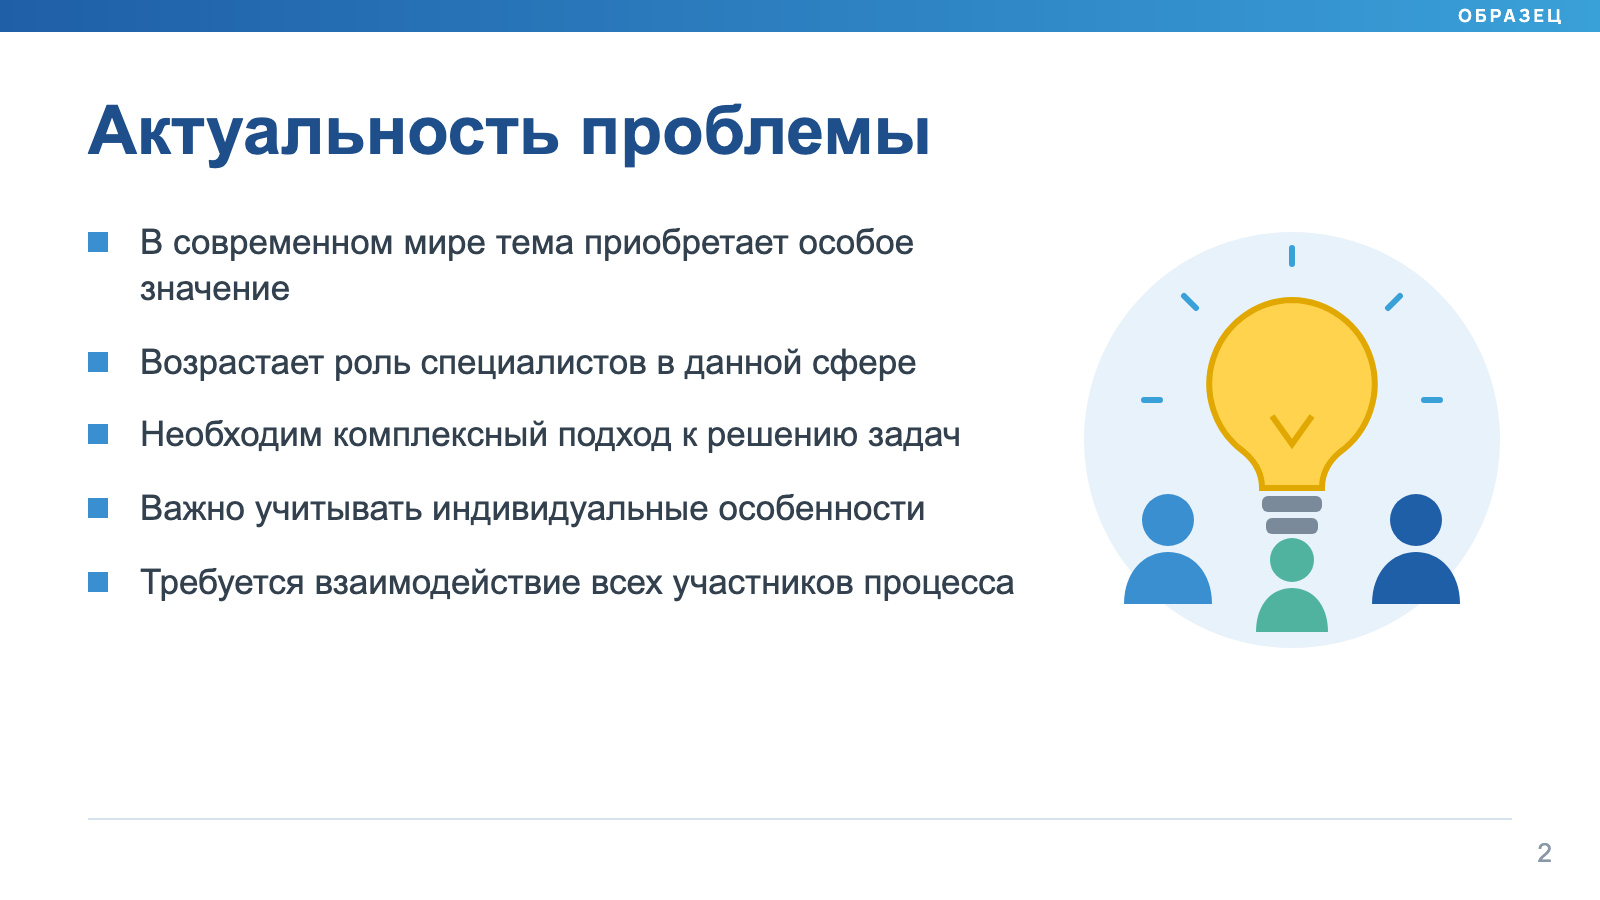 ОБРАЗЕЦ
Актуальность проблемы
В современном мире тема приобретает особое
значение
Возрастает роль специалистов в данной сфере
Необходим комплексный подход к решению задач
Важно учитывать индивидуальные особенности
Требуется взаимодействие всех участников процесса
2